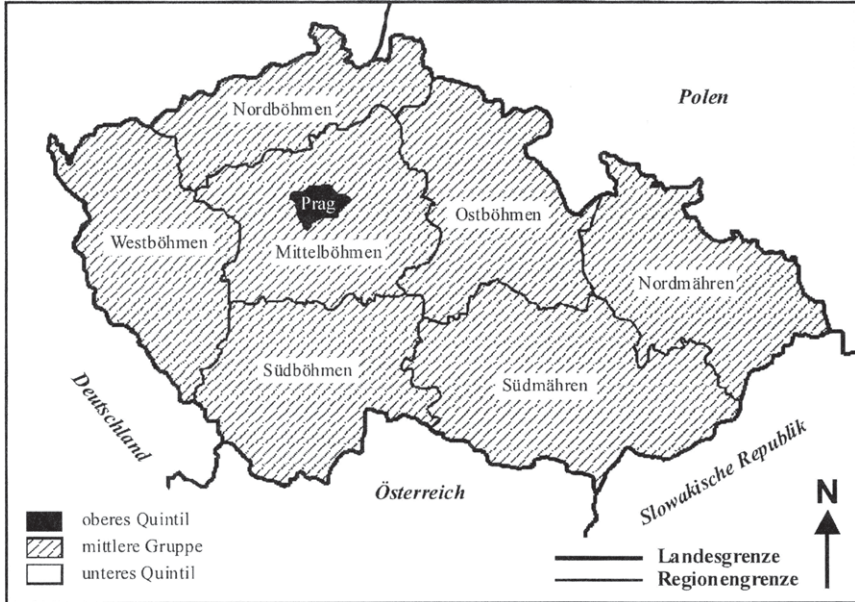 Polen
Nordböhmen
Prag
Ostböhmen
Westböhmen
Mittelböhmen
Nordmähren
Südböhmen
Südmähren
Deutschland
Österreich
Slowakische Republik
N
oberes Quintil
mittlere Gruppe
unteres Quintil
Landesgrenze
Regionengrenze